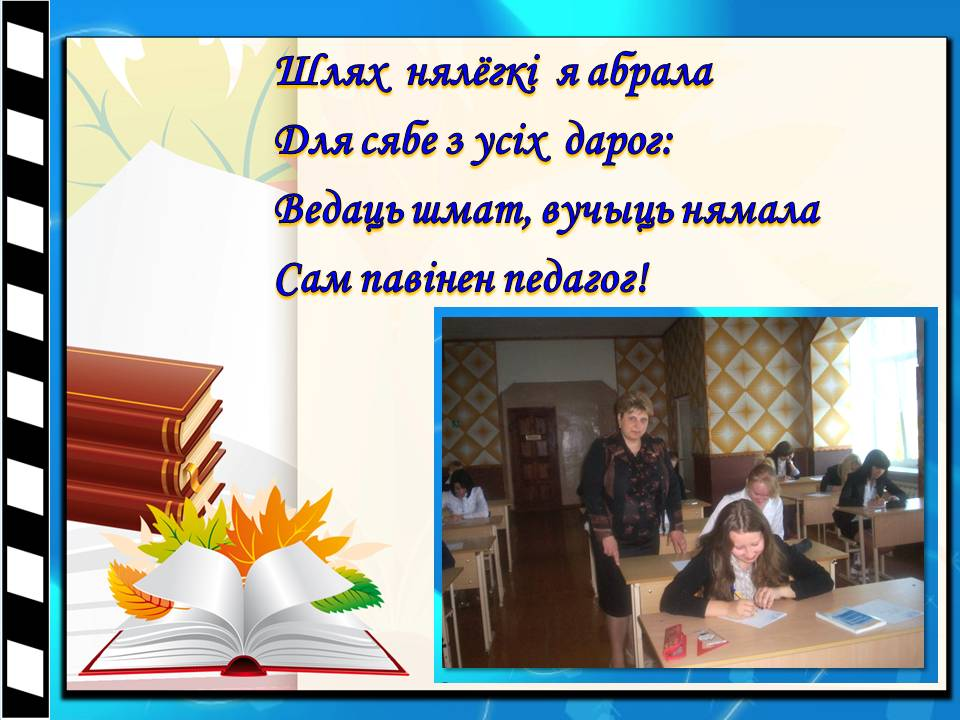 Шлях нялёгкі я абрала
Для сябе з усіх дарог:
Ведаць шмат, вучыць нямала
Сам павінен педагог!